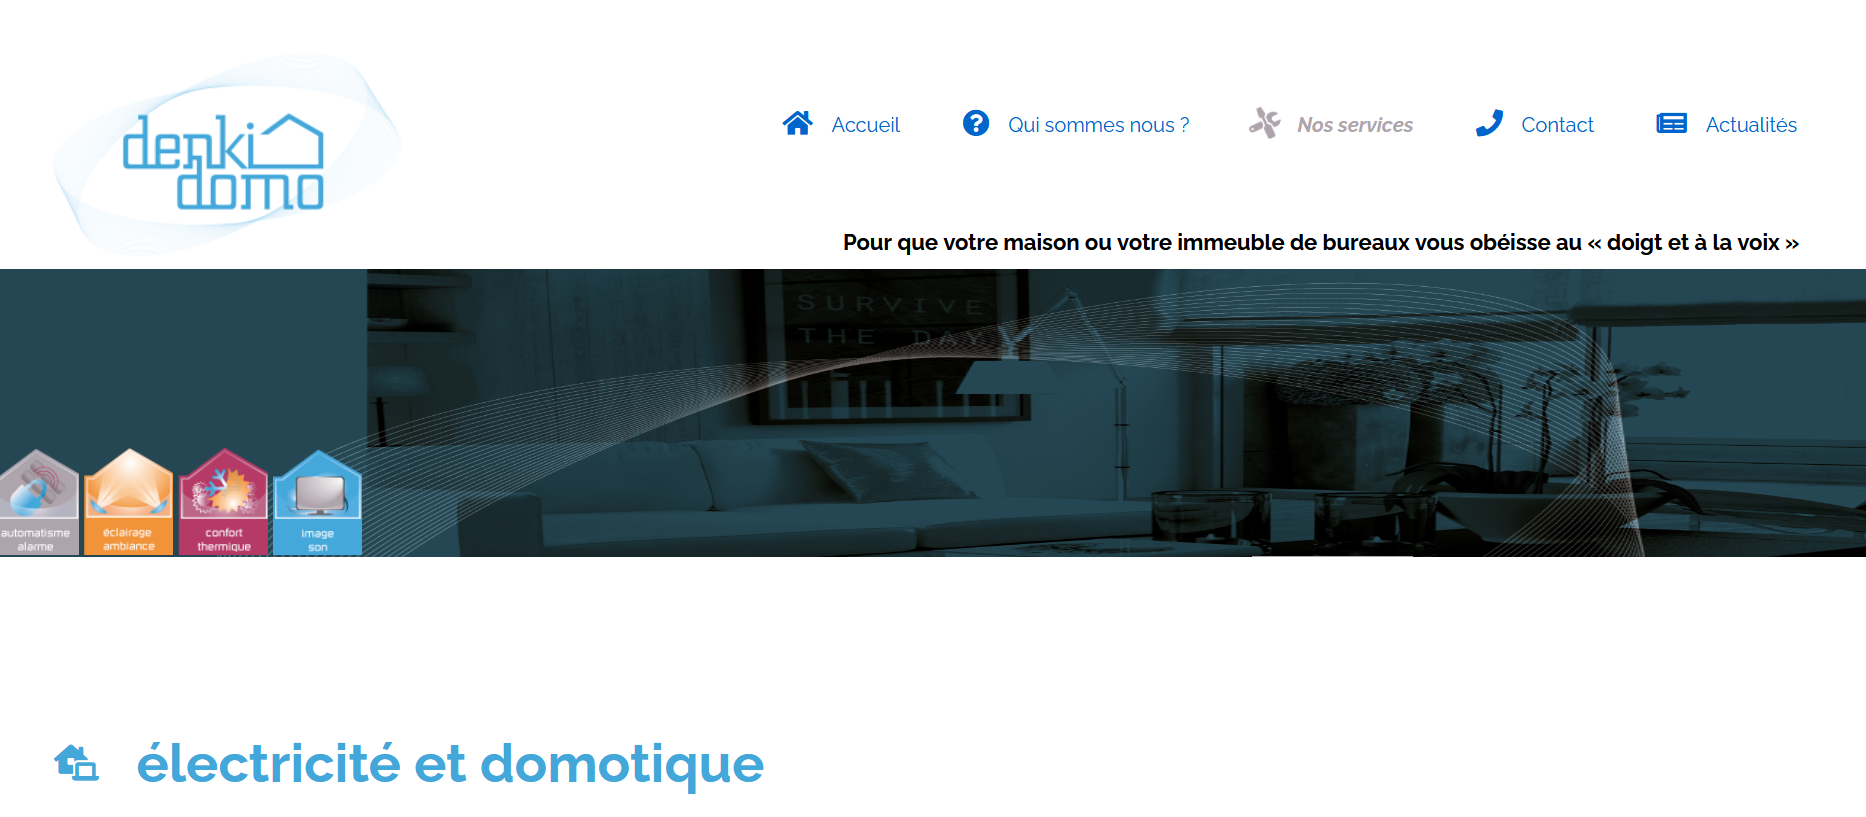 denki
domo
Accueil
Qui sommes nous ?
Nos services
Contact
Actualités
Pour que votre maison ou votre immeuble de bureaux vous obéisse au « doigt et à la voix »
SURVIVE
THE DAY
automatisme
alarme
éclairage
ambiance
confort
thermique
image
son
électricité et domotique